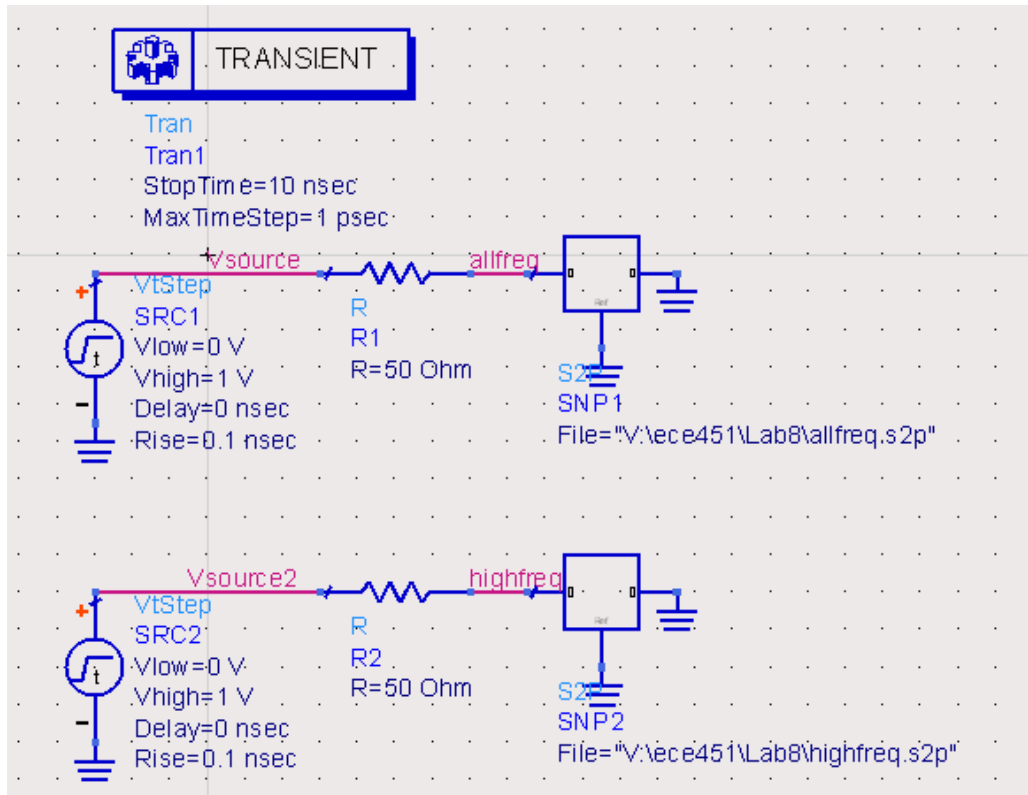 TRANSIENT
Tran
Tran1
StopTime=10 nsec
MaxTimeStep=1 psec
Vsource
allfreq
VtStep
SRC1
Vlow=0 V
Vhigh=1 V
Delay=0 nsec
Rise=0.1 nsec
+
t
-
R
R1
R=50 Ohm
Ref
S2P
SNP1
File="V:\ece451\Lab8\allfreq.s2p"
Vsource2
highfreq
VtStep
SRC2
Vlow=0 V
Vhigh=1 V
Delay=0 nsec
Rise=0.1 nsec
+
t
-
R
R2
R=50 Ohm
Ref
S2P
SNP2
File="V:\ece451\Lab8\highfreq.s2p"